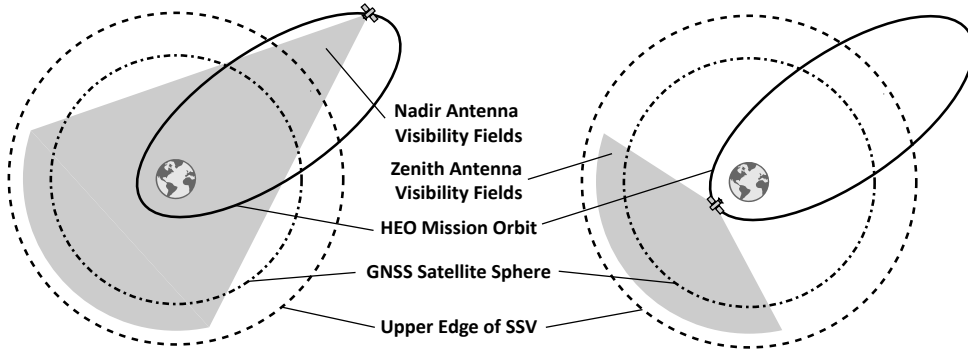 Nadir Antenna
Visibility Fields
Zenith Antenna
Visibility Fields
HEO Mission Orbit
GNSS Satellite Sphere
Upper Edge of SSV